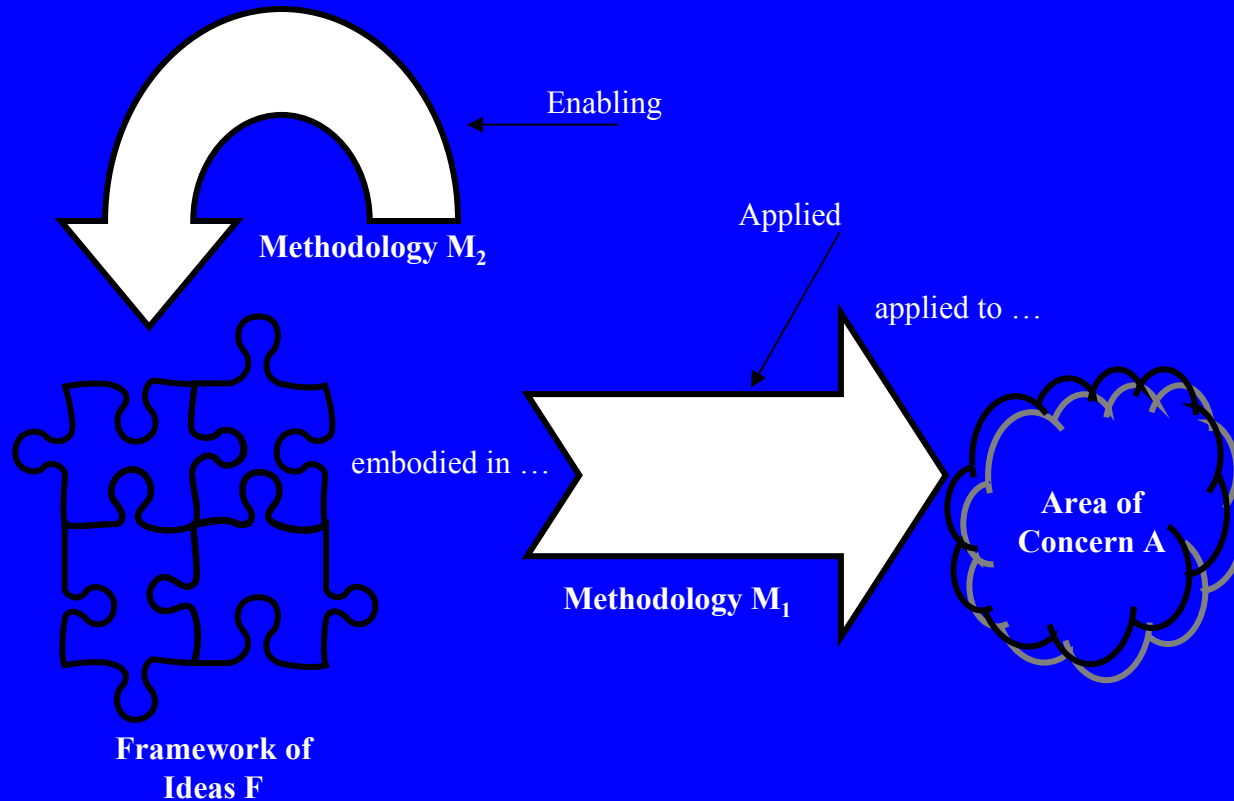 Enabling
Applied
Methodology M₂
applied to …
embodied in …
Area of
Concern A
Methodology M₁
Framework of
Ideas F